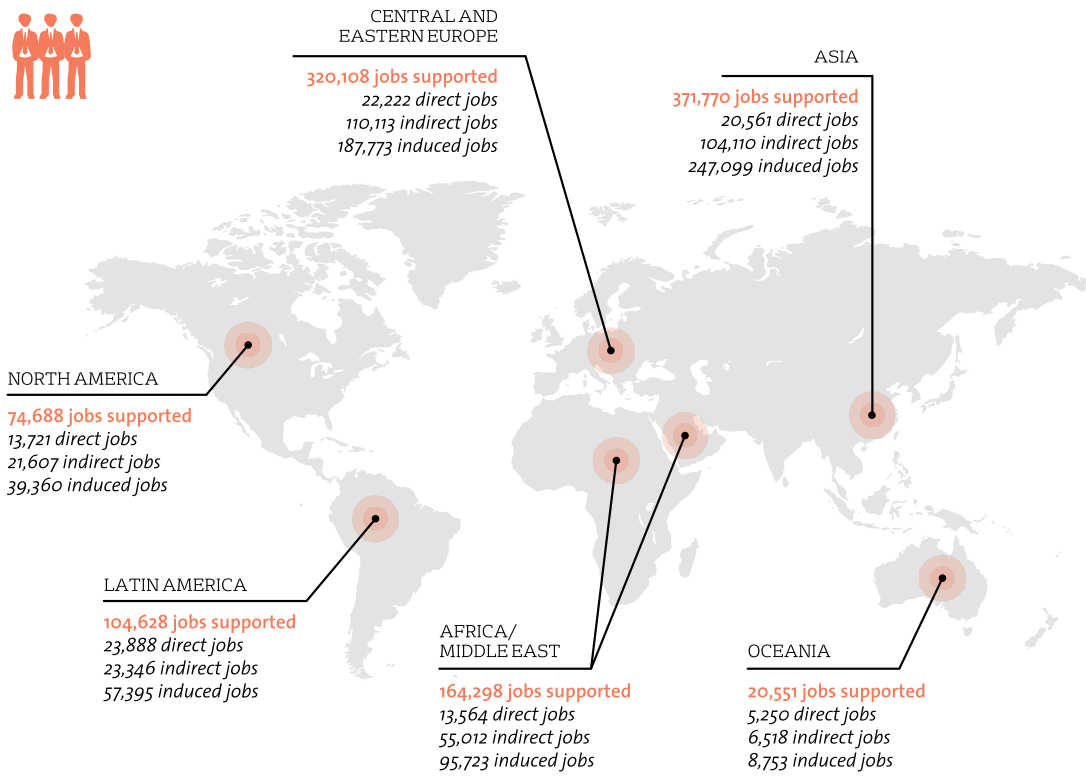 CENTRAL AND
EASTERN EUROPE
320,108 jobs supported
22,222 direct jobs
110,113 indirect jobs
187,773 induced jobs
ASIA
371,770 jobs supported
20,561 direct jobs
104,110 indirect jobs
247,099 induced jobs
NORTH AMERICA
74,688 jobs supported
13,721 direct jobs
21,607 indirect jobs
39,360 induced jobs
LATIN AMERICA
104,628 jobs supported
23,888 direct jobs
23,346 indirect jobs
57,395 induced jobs
AFRICA/
MIDDLE EAST
164,298 jobs supported
13,564 direct jobs
55,012 indirect jobs
95,723 induced jobs
OCEANIA
20,551 jobs supported
5,250 direct jobs
6,518 indirect jobs
8,753 induced jobs